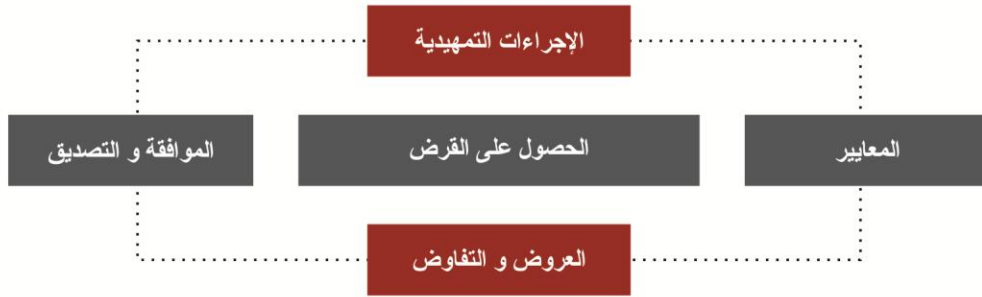 الإجراءات التمهيدية
المعايير
الحصول على القرض
الموافقة و التصديق
العروض و التفاوض